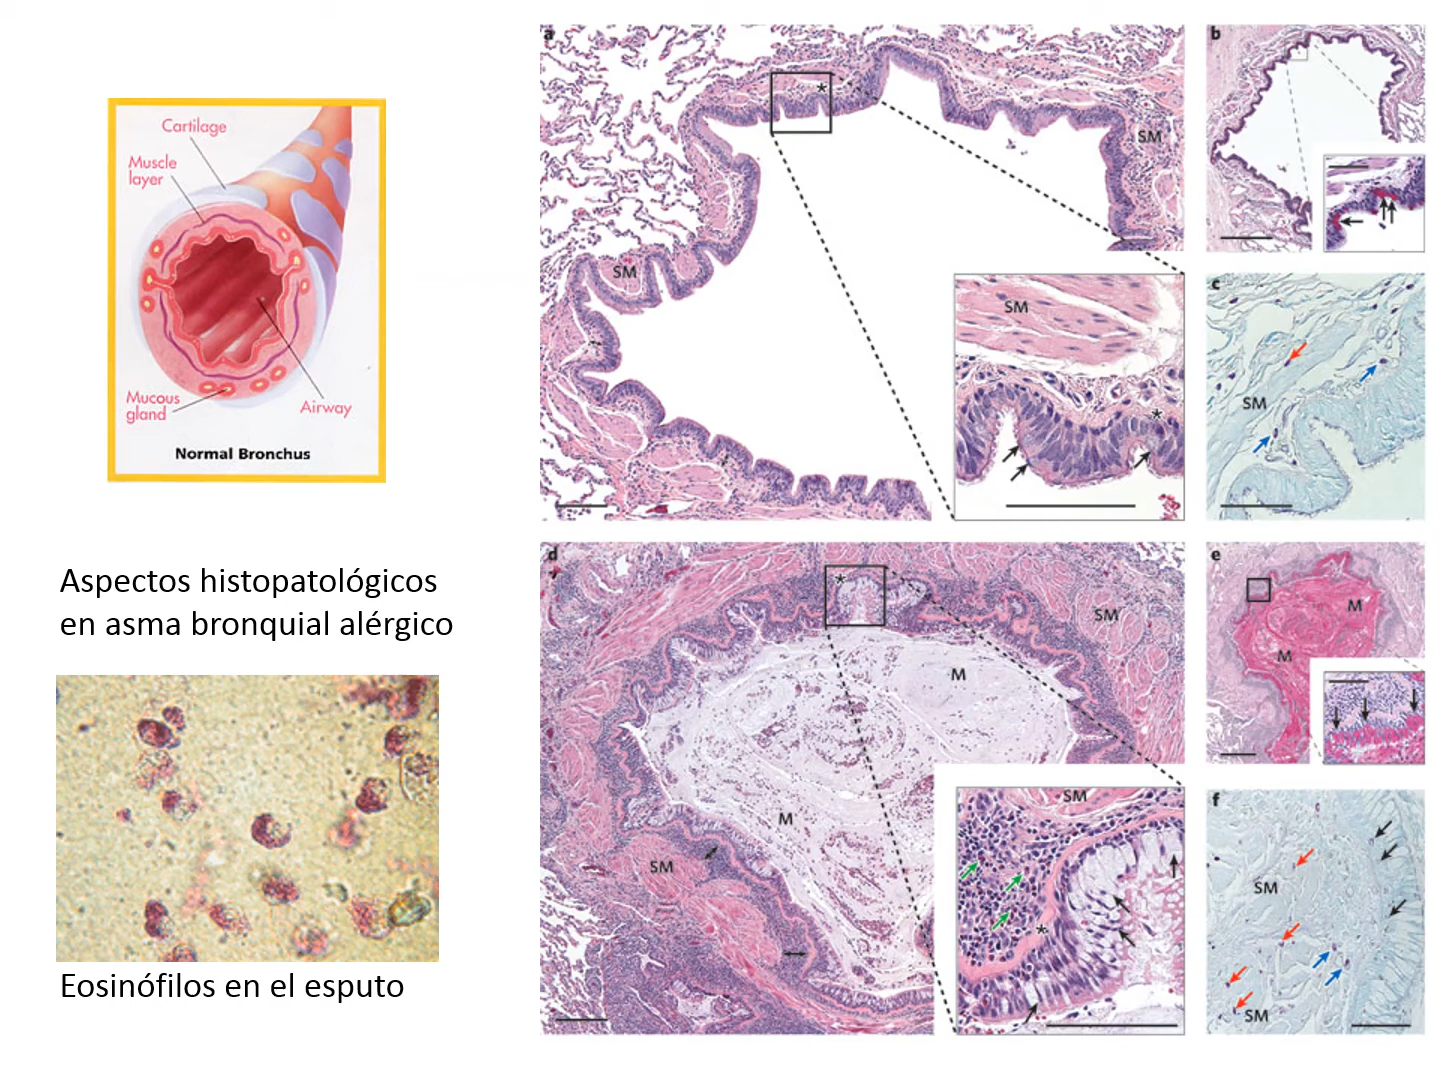 Cartilage
Muscle
layer
Mucous
gland
Airway
Normal Bronchus
Aspectos histopatológicos
en asma bronquial alérgico
Eosinófilos en el esputo
a
*
SM
SM
SM
*
b
c
SM
d
*
M
SM
M
SM
SM
*
e
M
M
f
SM
SM